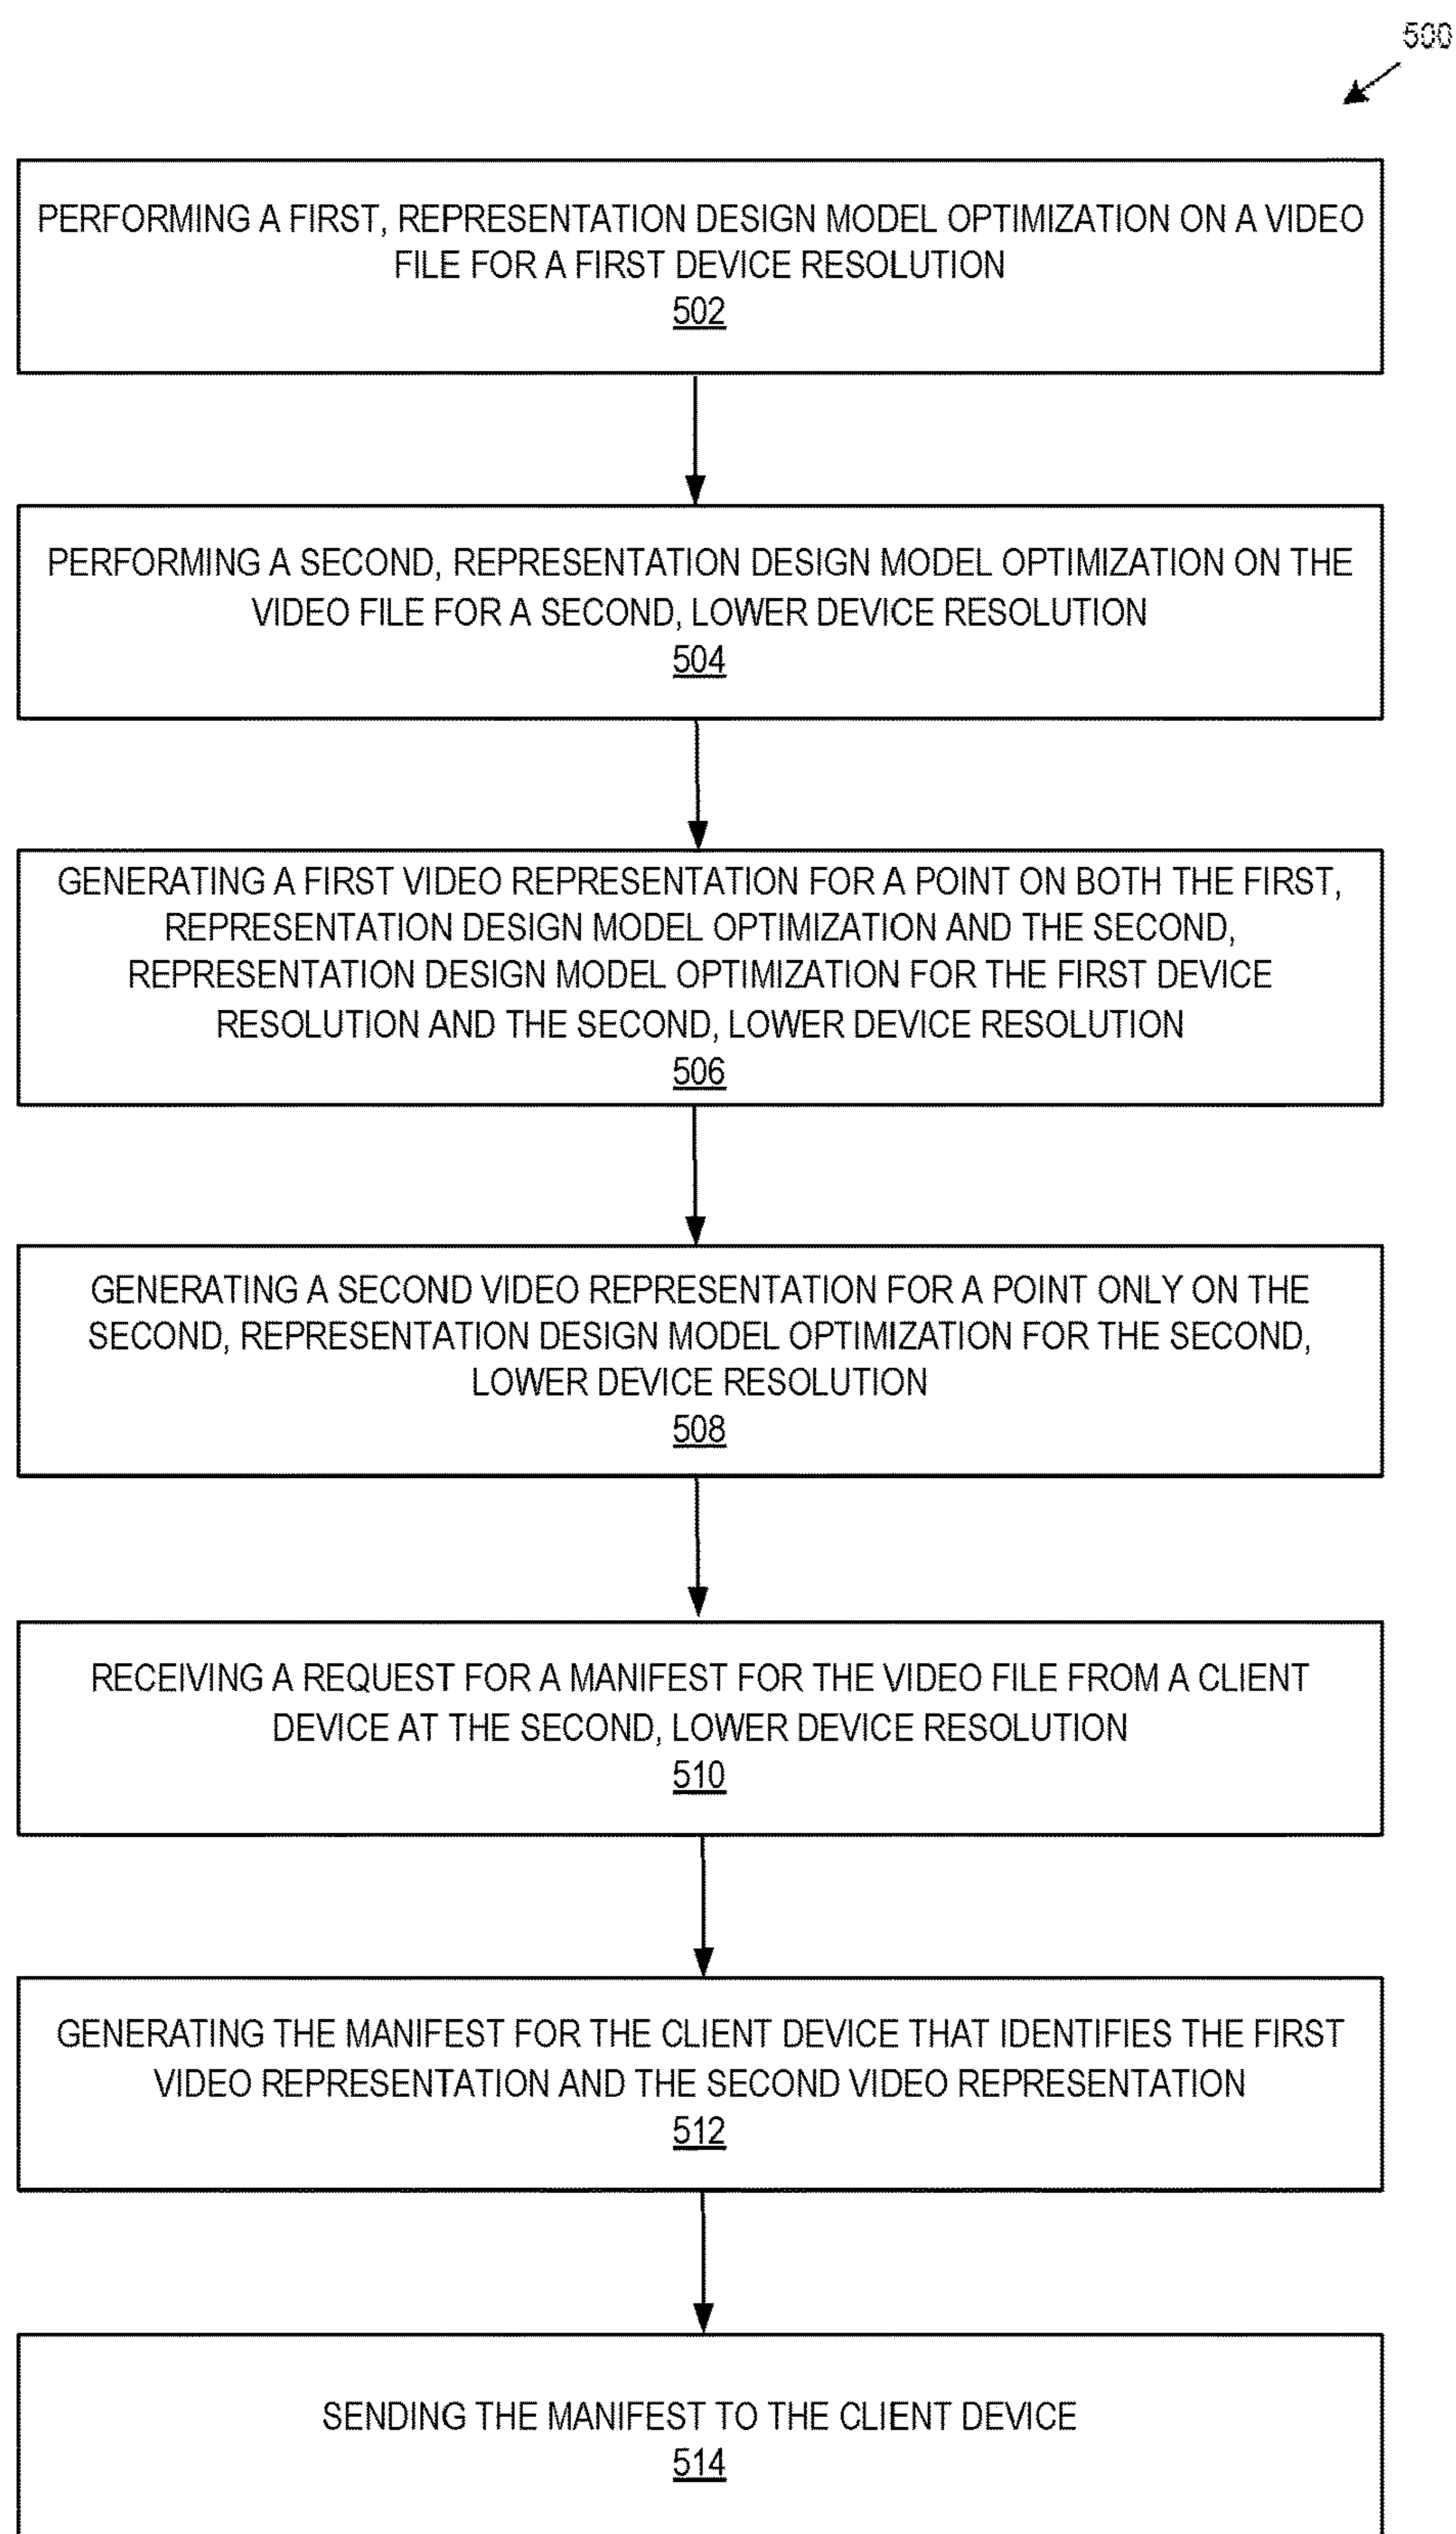 500
PERFORMING A FIRST, REPRESENTATION DESIGN MODEL OPTIMIZATION ON A VIDEO
FILE FOR A FIRST DEVICE RESOLUTION
502
PERFORMING A SECOND, REPRESENTATION DESIGN MODEL OPTIMIZATION ON THE
VIDEO FILE FOR A SECOND, LOWER DEVICE RESOLUTION
504
GENERATING A FIRST VIDEO REPRESENTATION FOR A POINT ON BOTH THE FIRST,
REPRESENTATION DESIGN MODEL OPTIMIZATION AND THE SECOND,
REPRESENTATION DESIGN MODEL OPTIMIZATION FOR THE FIRST DEVICE
RESOLUTION AND THE SECOND, LOWER DEVICE RESOLUTION
506
GENERATING A SECOND VIDEO REPRESENTATION FOR A POINT ONLY ON THE
SECOND, REPRESENTATION DESIGN MODEL OPTIMIZATION FOR THE SECOND,
LOWER DEVICE RESOLUTION
508
RECEIVING A REQUEST FOR A MANIFEST FOR THE VIDEO FILE FROM A CLIENT
DEVICE AT THE SECOND, LOWER DEVICE RESOLUTION
510
GENERATING THE MANIFEST FOR THE CLIENT DEVICE THAT IDENTIFIES THE FIRST
VIDEO REPRESENTATION AND THE SECOND VIDEO REPRESENTATION
512
SENDING THE MANIFEST TO THE CLIENT DEVICE
514